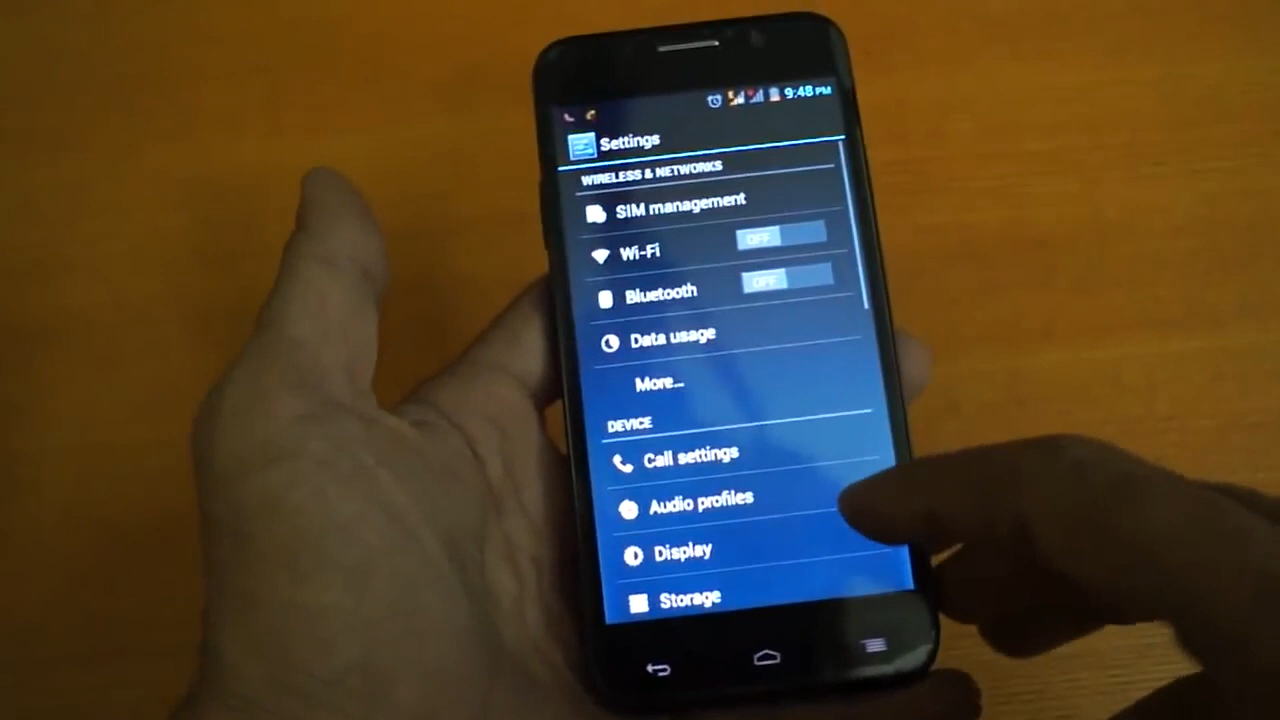 9:48 PM
Settings
WIRELESS & NETWORKS
SIM management
Wi-Fi OFF
Bluetooth OFF
Data usage
More...
DEVICE
Call settings
Audio profiles
Display
Storage